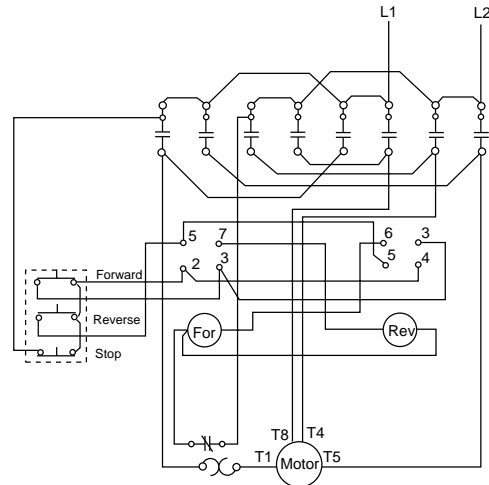 L1 L2
5 7 6 3
Forward 2 3 5 4
Reverse For Rev
Stop
T8 T4
T1 Motor T5